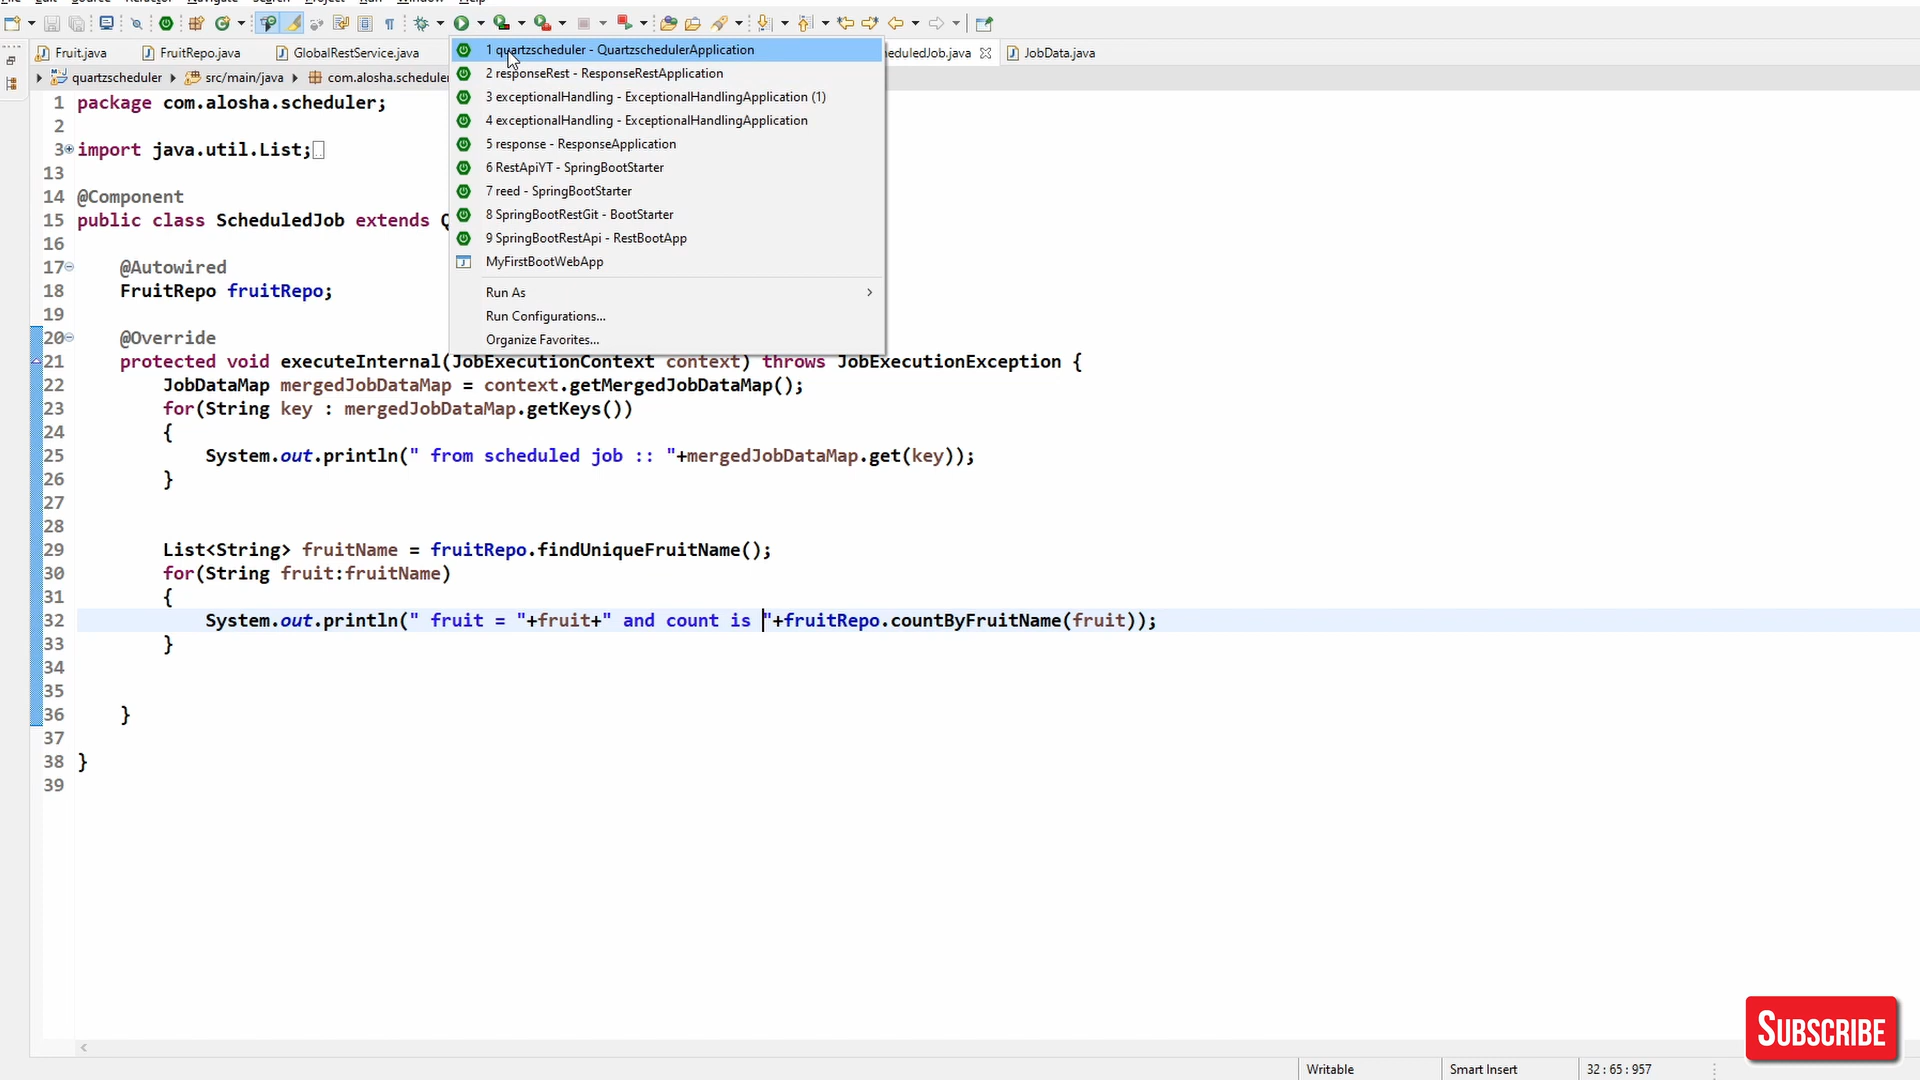 Fruit.java FruitRepo.java GlobalRestService.java eduledJob.java JobData.java
quartzscheduler src/main/java com.alosha.scheduler
1 quartzscheduler - QuartzschedulerApplication
2 responseRest - ResponseRestApplication
3 exceptionalHandling - ExceptionalHandlingApplication (1)
4 exceptionalHandling - ExceptionalHandlingApplication
5 response - ResponseApplication
6 RestApiYT - SpringBootStarter
7 reed - SpringBootStarter
8 SpringBootRestGit - BootStarter
9 SpringBootRestApi - RestBootApp
MyFirstBootWebApp
Run As
Run Configurations...
Organize Favorites...
1 package com.alosha.scheduler;
2
3 import java.util.List;
13
14 @Component
15 public class ScheduledJob extends Q
16
17 @Autowired
18 FruitRepo fruitRepo;
19
20 @Override
21 protected void executeInternal(JobExecutionContext context) throws JobExecutionException {
22 JobDataMap mergedJobDataMap = context.getMergedJobDataMap();
23 for(String key : mergedJobDataMap.getKeys())
24 {
25 System.out.println(" from scheduled job :: "+mergedJobDataMap.get(key));
26 }
27
28
29 List<String> fruitName = fruitRepo.findUniqueFruitName();
30 for(String fruit:fruitName)
31 {
32 System.out.println(" fruit = "+fruit+" and count is "+fruitRepo.countByFruitName(fruit));
33 }
34
35
36 }
37
38 }
39
SUBSCRIBE
Writable Smart Insert 32 : 65 : 957